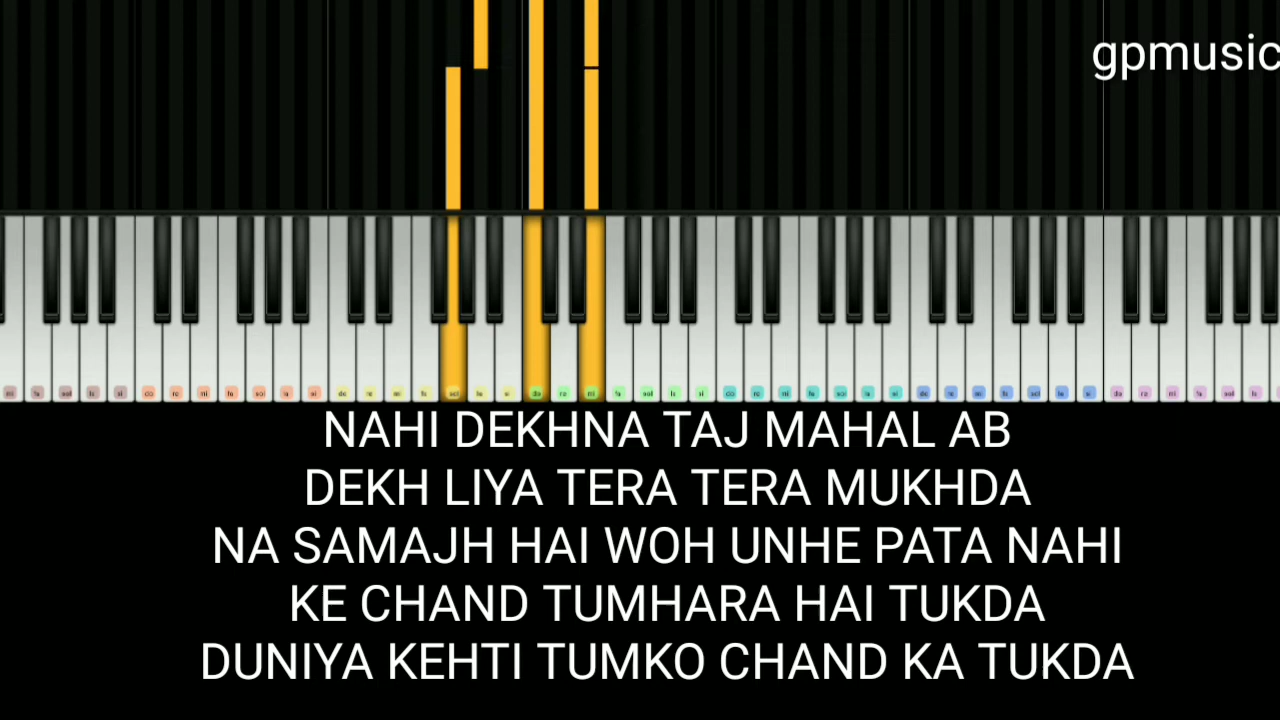 gpmusic
NAHI DEKHNA TAJ MAHAL AB
DEKH LIYA TERA TERA MUKHDA
NA SAMAJH HAI WOH UNHE PATA NAHI
KE CHAND TUMHARA HAI TUKDA
DUNIYA KEHTI TUMKO CHAND KA TUKDA